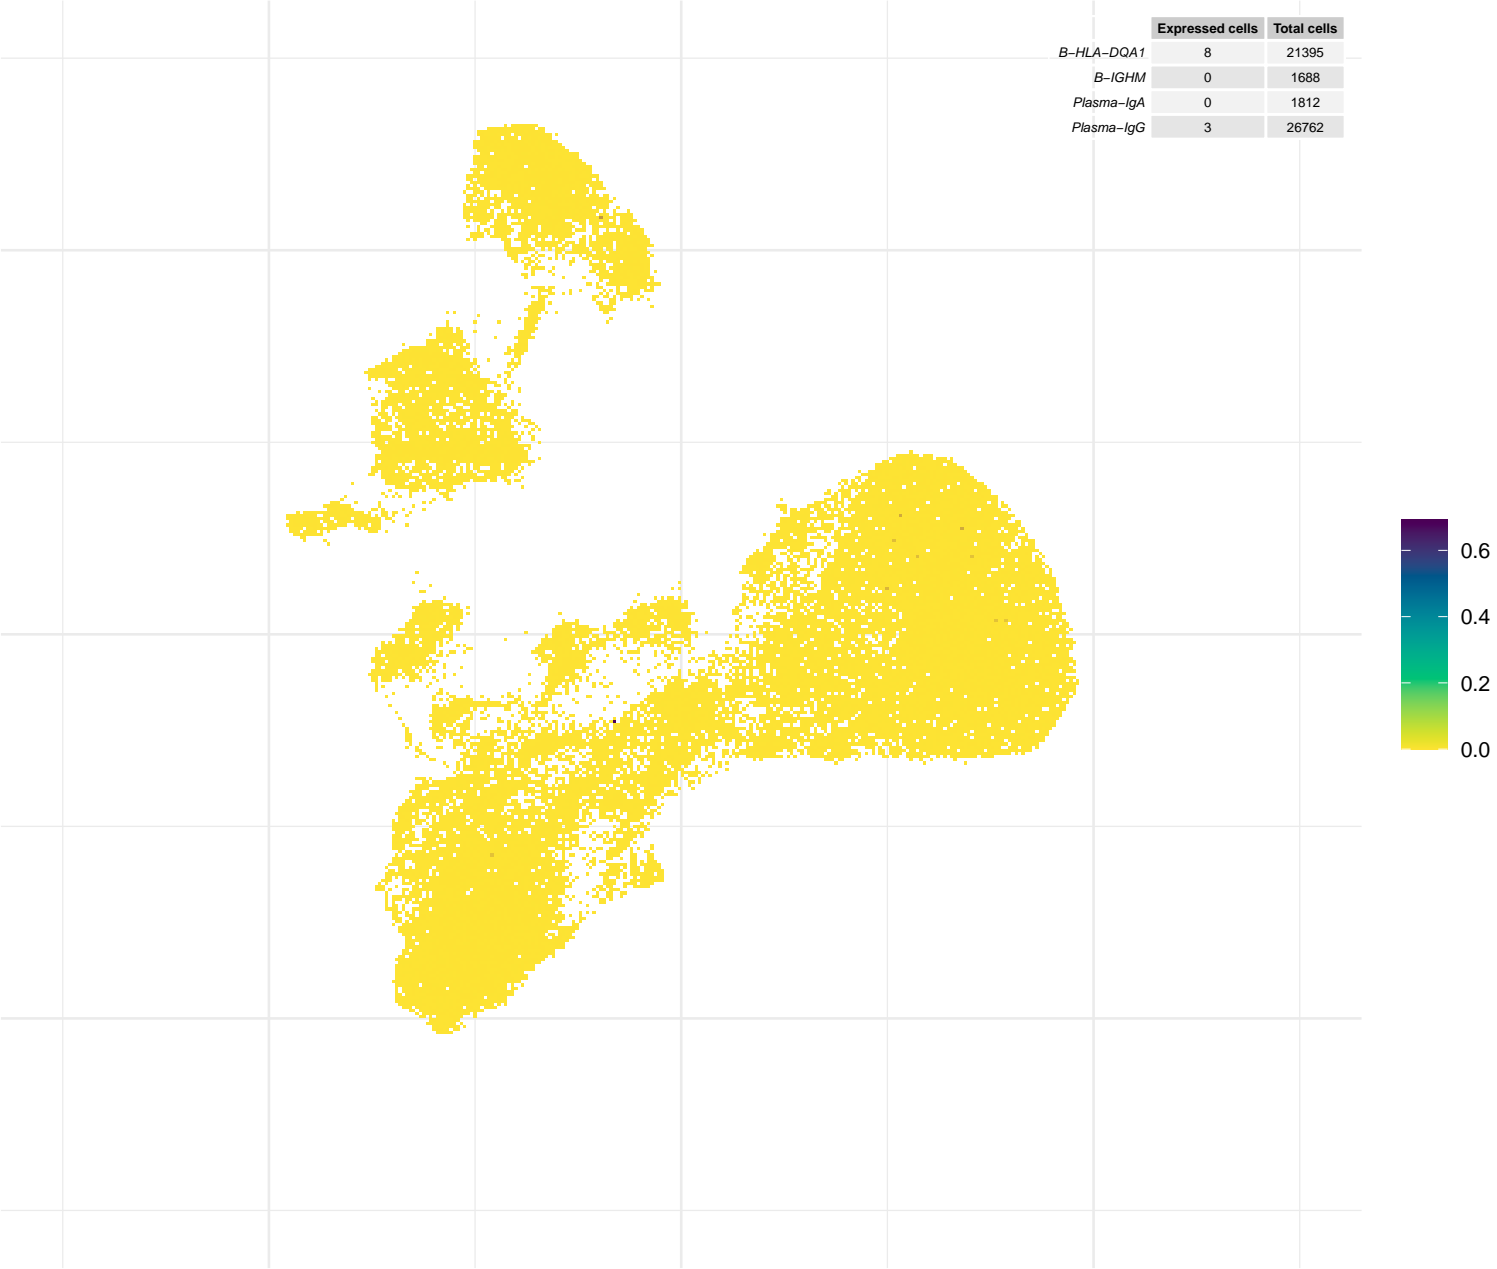 Expressed cells Total cells
B−HLA−DQA1 8 21395
B−IGHM 0 1688
Plasma−IgA 0 1812
Plasma−IgG 3 26762
0.6
0.4
0.2
0.0